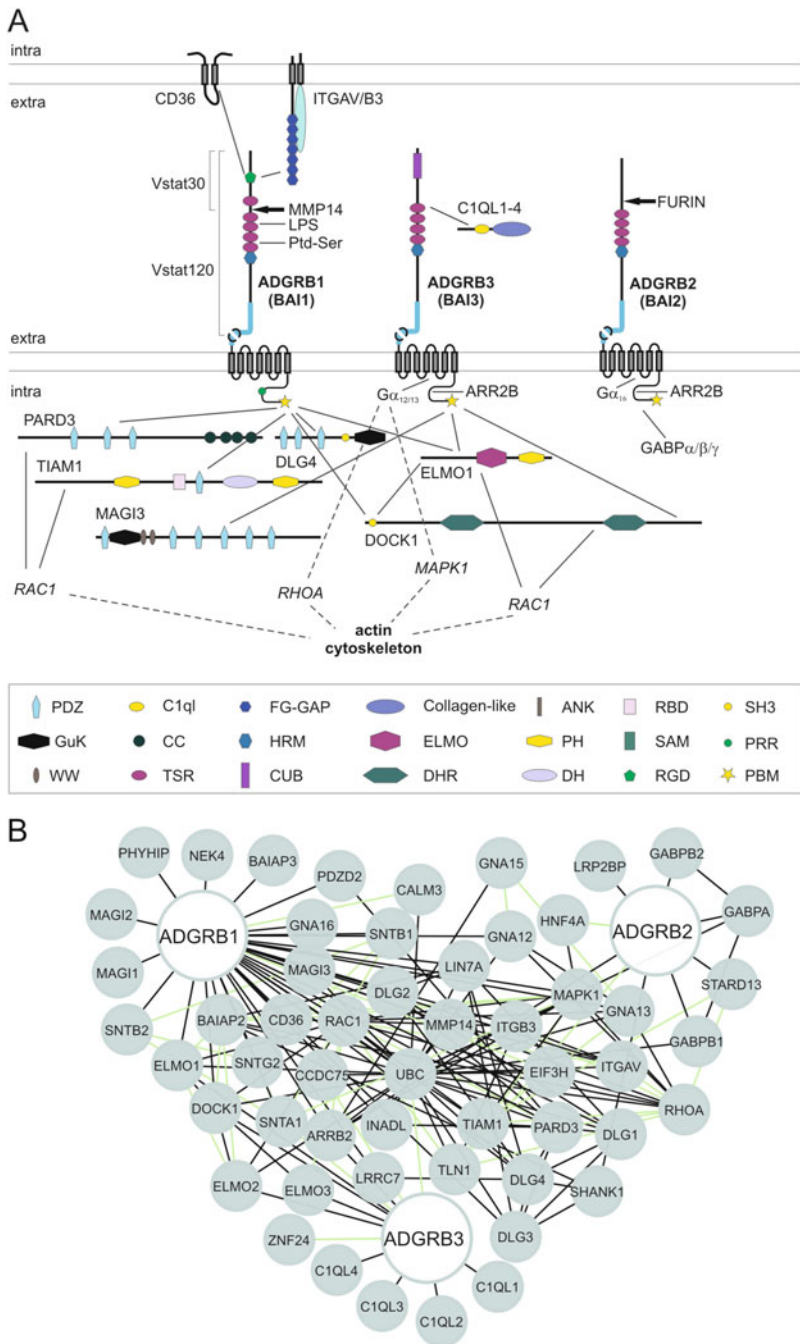 A
intra
extra
CD36
ITGAV/B3
Vstat30
MMP14
LPS
Ptd-Ser
Vstat120
C1QL1-4
FURIN
ADGRB1
(BAI1)
ADGRB3
(BAI3)
ADGRB2
(BAI2)
extra
intra
Gα12/13
ARR2B
Gα16
ARR2B
PARD3
DLG4
GABPα/β/γ
TIAM1
ELMO1
MAGI3
DOCK1
RAC1
RHOA
MAPK1
RAC1
actin
cytoskeleton
PDZ
C1ql
FG-GAP
Collagen-like
ANK
RBD
SH3
GuK
CC
HRM
ELMO
PH
SAM
PRR
WW
TSR
CUB
DHR
DH
RGD
PBM
B
PHYHIP
NEK4
BAIAP3
PDZD2
CALM3
GNA15
LRP2BP
GABPB2
MAGI2
ADGRB1
GNA16
SNTB1
GNA12
HNF4A
ADGRB2
GABPA
MAGI1
MAGI3
DLG2
LIN7A
MAPK1
STARD13
SNTB2
BAIAP2
CD36
RAC1
MMP14
ITGB3
GNA13
GABPB1
ELMO1
SNTG2
CCDC75
UBC
EIF3H
ITGAV
RHOA
DOCK1
SNTA1
ARRB2
INADL
TIAM1
PARD3
DLG1
ELMO2
ELMO3
LRRC7
TLN1
DLG4
SHANK1
ZNF24
ADGRB3
DLG3
C1QL4
C1QL3
C1QL2
C1QL1